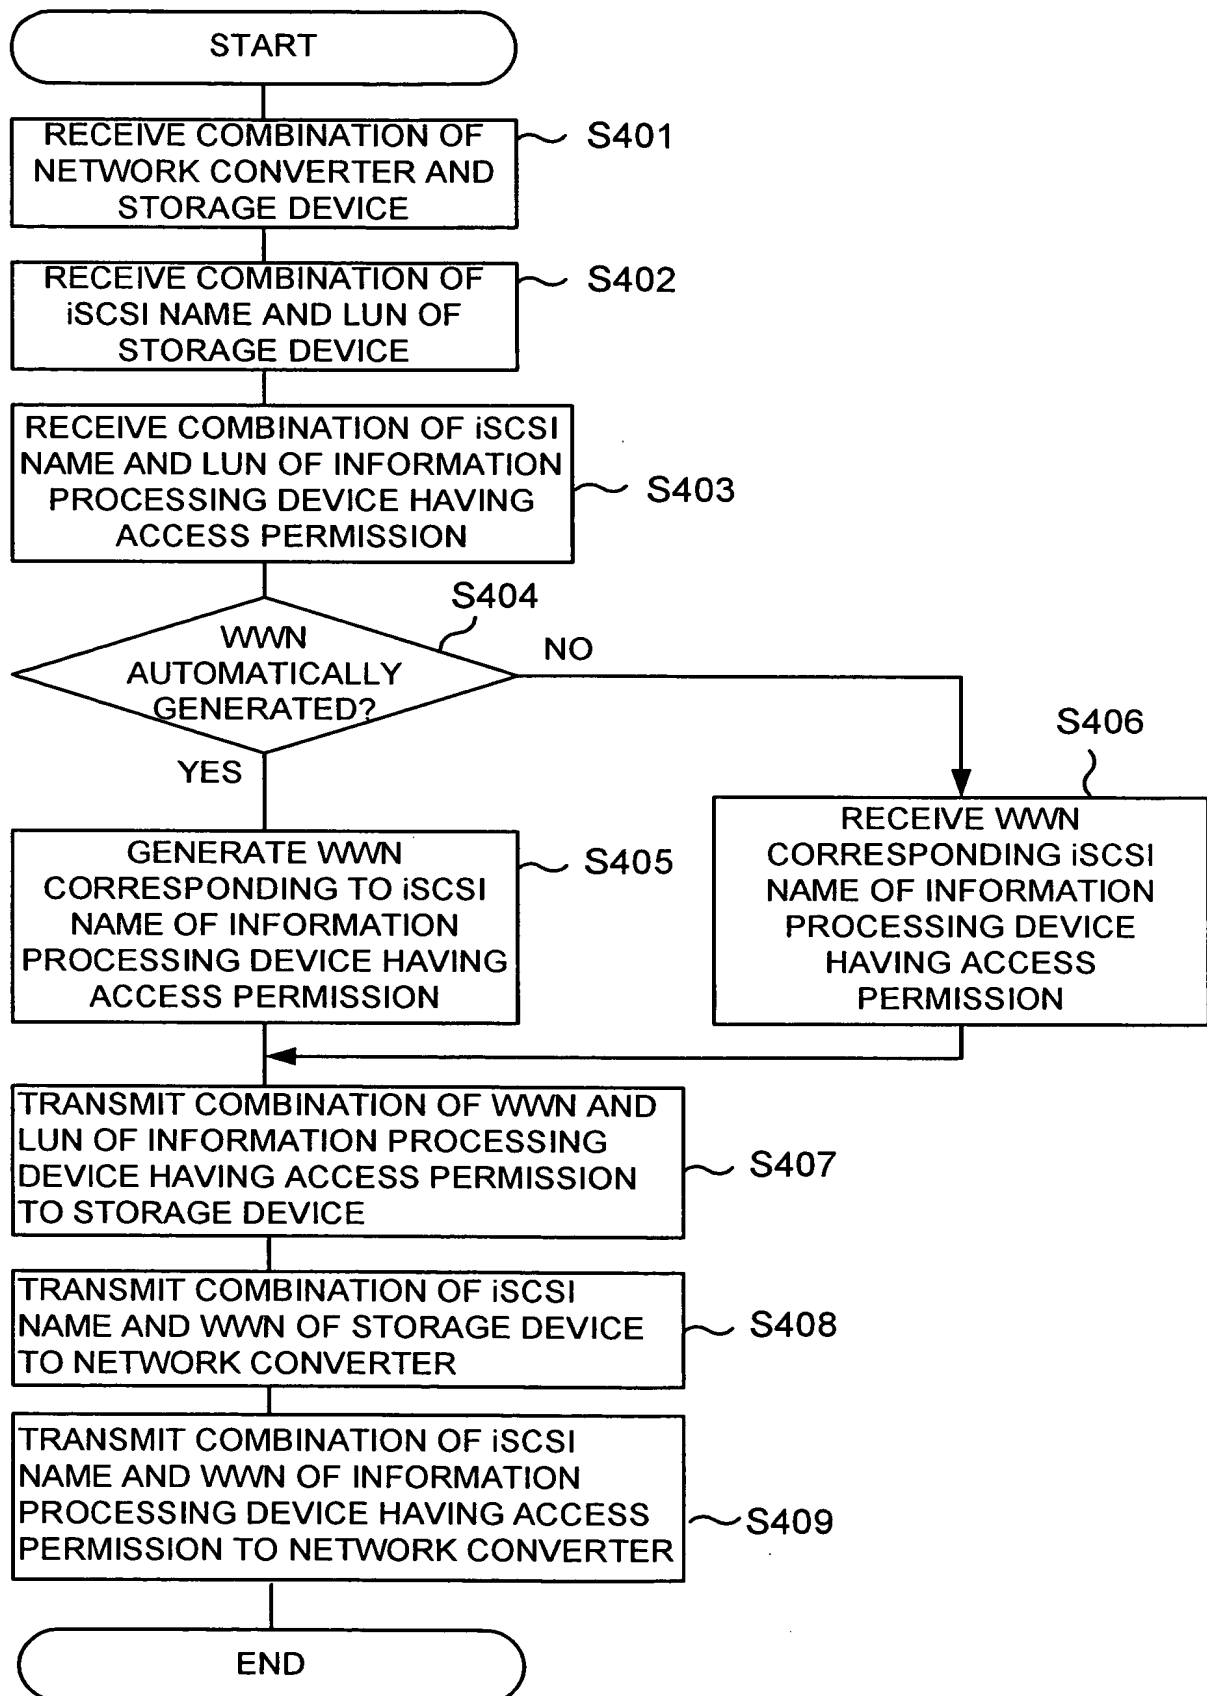 START
RECEIVE COMBINATION OF
NETWORK CONVERTER AND
STORAGE DEVICE
S401
RECEIVE COMBINATION OF
iSCSI NAME AND LUN OF
STORAGE DEVICE
S402
RECEIVE COMBINATION OF iSCSI
NAME AND LUN OF INFORMATION
PROCESSING DEVICE HAVING
ACCESS PERMISSION
S403
S404
WWN
AUTOMATICALLY
GENERATED?
NO
YES
S406
GENERATE WWN
CORRESPONDING TO iSCSI
NAME OF INFORMATION
PROCESSING DEVICE HAVING
ACCESS PERMISSION
S405
RECEIVE WWN
CORRESPONDING iSCSI
NAME OF INFORMATION
PROCESSING DEVICE
HAVING ACCESS
PERMISSION
TRANSMIT COMBINATION OF WWN AND
LUN OF INFORMATION PROCESSING
DEVICE HAVING ACCESS PERMISSION
TO STORAGE DEVICE
S407
TRANSMIT COMBINATION OF iSCSI
NAME AND WWN OF STORAGE DEVICE
TO NETWORK CONVERTER
S408
TRANSMIT COMBINATION OF iSCSI
NAME AND WWN OF INFORMATION
PROCESSING DEVICE HAVING ACCESS
PERMISSION TO NETWORK CONVERTER
S409
END